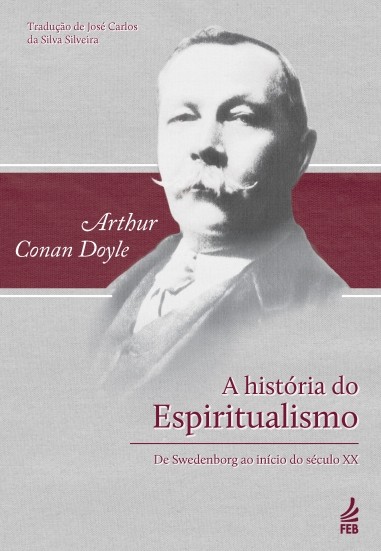 Tradução de José Carlos
da Silva Silveira
Arthur
Conan Doyle
A história do
Espiritualismo
De Swedenborg ao início do século XX
FEB